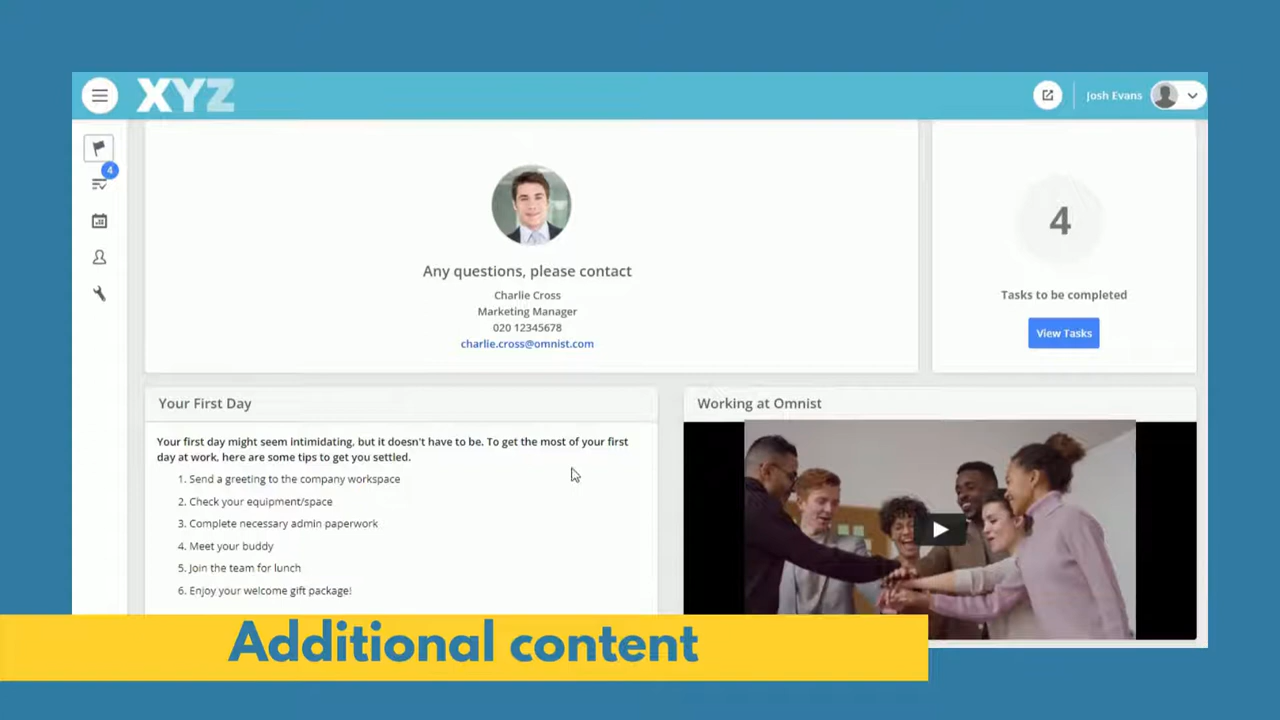 XYZ
Josh Evans
4
4
Any questions, please contact
Charlie Cross
Marketing Manager
020 12345678
charlie.cross@omnist.com
Tasks to be completed
View Tasks
Your First Day
Your first day might seem intimidating, but it doesn't have to be. To get the most of your first
day at work, here are some tips to get you settled.
1. Send a greeting to the company workspace
2. Check your equipment/space
3. Complete necessary admin paperwork
4. Meet your buddy
5. Join the team for lunch
6. Enjoy your welcome gift package!
Working at Omnist
Additional content